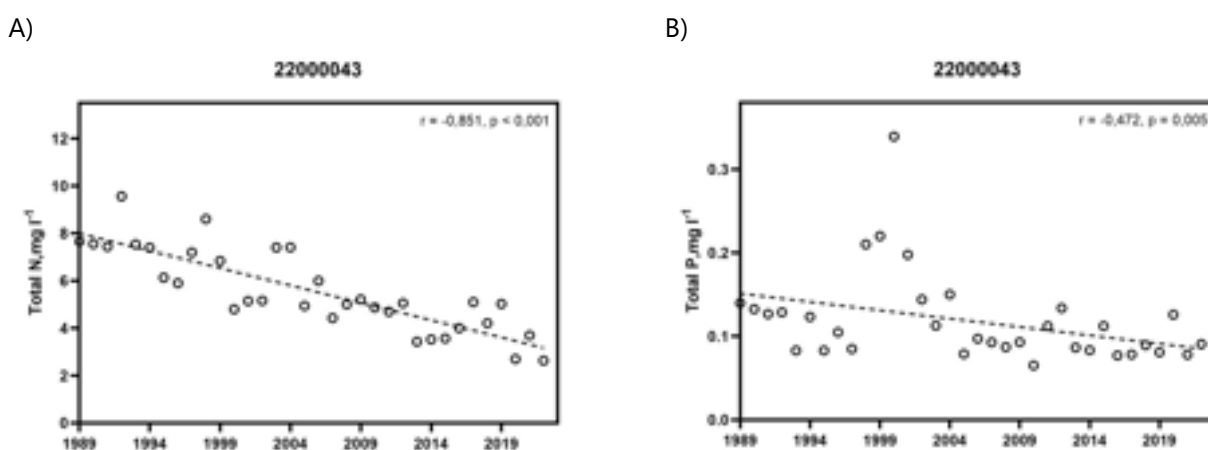 A)
22000043
r = -0,851, p < 0,001
Total N,mg l⁻¹
12
10
8
6
4
2
0
1989 1994 1999 2004 2009 2014 2019
B)
22000043
r = -0,472, p = 0,005
Total P,mg l⁻¹
0.3
0.2
0.1
0.0
1989 1994 1999 2004 2009 2014 2019